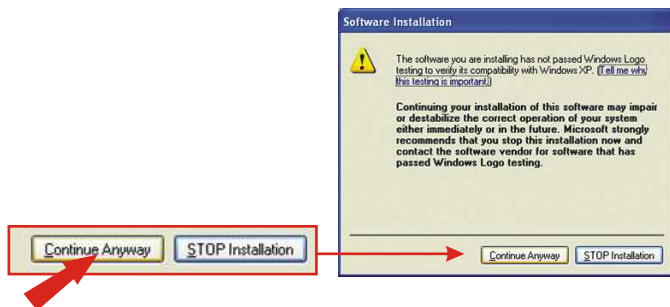 Software Installation
The software you are installing has not passed Windows Logo
testing to verify its compatibility with Windows XP. (Tell me why
this testing is important.)
Continuing your installation of this software may impair
or destabilize the correct operation of your system
either immediately or in the future. Microsoft strongly
recommends that you stop this installation now and
contact the software vendor for software that has
passed Windows Logo testing.
Continue Anyway STOP Installation
Continue Anyway STOP Installation